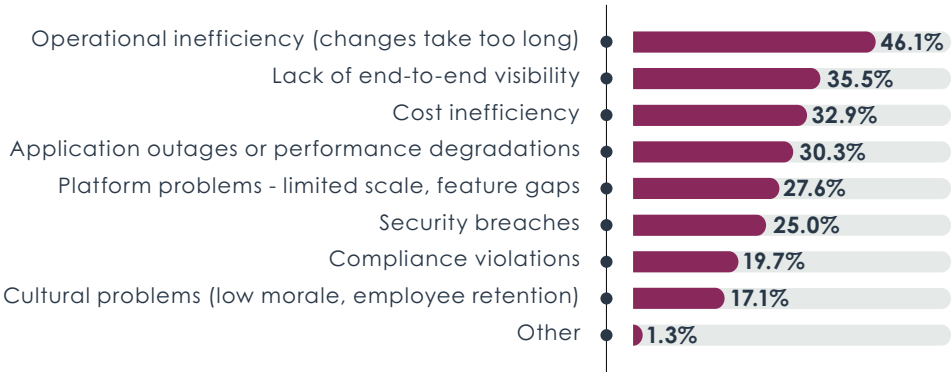 Operational inefficiency (changes take too long) 46.1%
Lack of end-to-end visibility 35.5%
Cost inefficiency 32.9%
Application outages or performance degradations 30.3%
Platform problems - limited scale, feature gaps 27.6%
Security breaches 25.0%
Compliance violations 19.7%
Cultural problems (low morale, employee retention) 17.1%
Other 1.3%